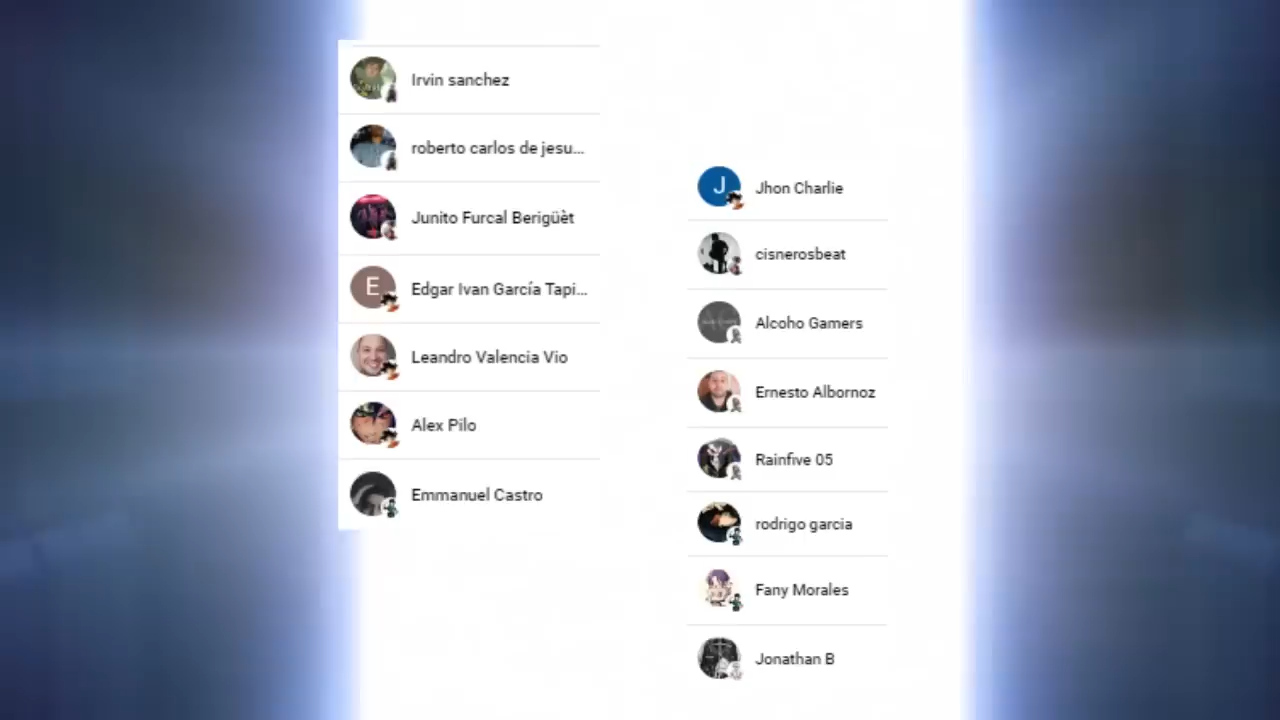 Irvin sanchez
roberto carlos de jesu...
Junito Furcal Berigüèt
E
Edgar Ivan García Tapi...
Leandro Valencia Vio
Alex Pilo
Emmanuel Castro
J
Jhon Charlie
cisnerosbeat
Alcoho Gamers
Ernesto Albornoz
Rainfive 05
rodrigo garcia
Fany Morales
Jonathan B